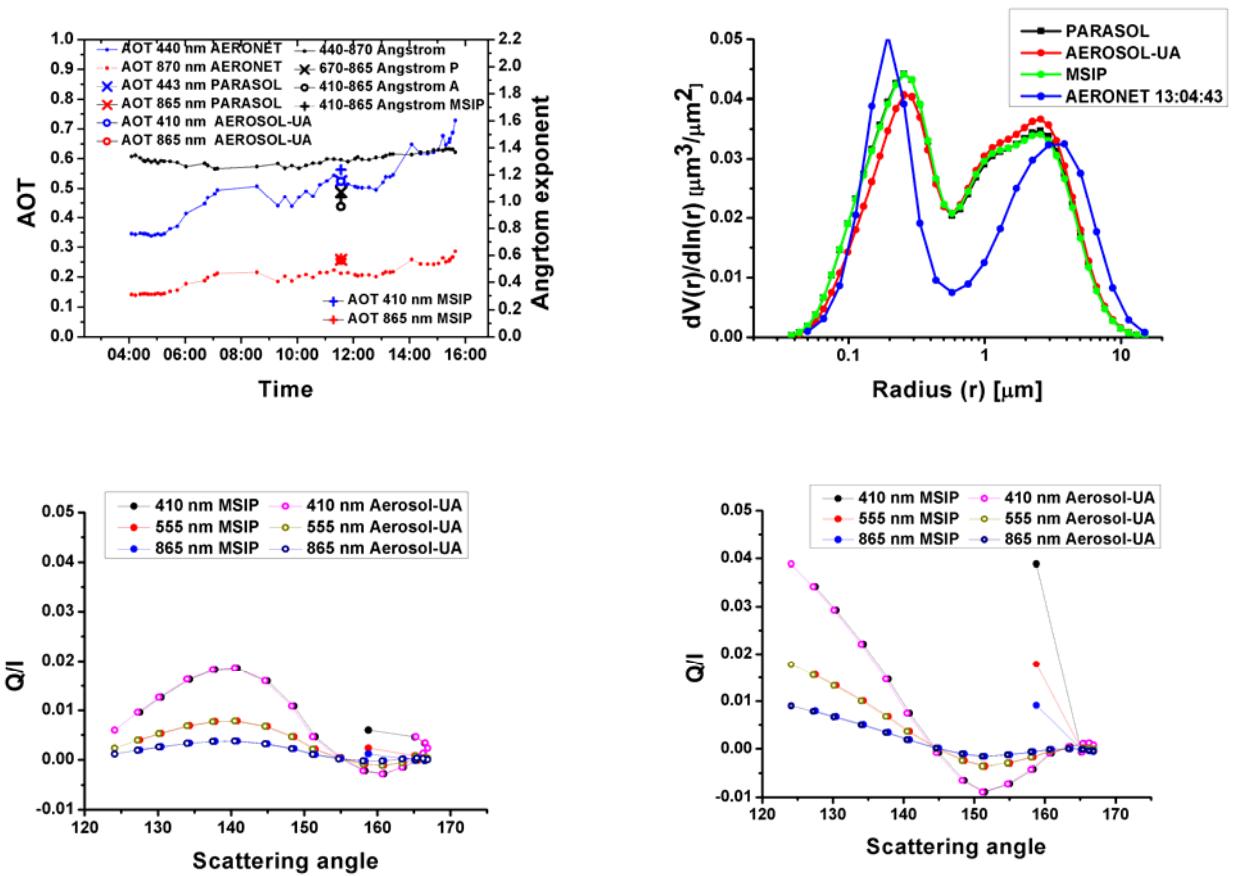 AOT 440 nm AERONET
AOT 870 nm AERONET
AOT 443 nm PARASOL
AOT 865 nm PARASOL
AOT 410 nm AEROSOL-UA
AOT 865 nm AEROSOL-UA
440-870 Angstrom
670-865 Angstrom P
410-865 Angstrom A
410-865 Angstrom MSIP
AOT 410 nm MSIP
AOT 865 nm MSIP
1.0
0.9
0.8
0.7
0.6
0.5
0.4
0.3
0.2
0.1
0.0
AOT
2.2
2.0
1.8
1.6
1.4
1.2
1.0
0.8
0.6
0.4
0.2
0.0
Angrtom exponent
04:00 06:00 08:00 10:00 12:00 14:00 16:00
Time
PARASOL
AEROSOL-UA
MSIP
AERONET 13:04:43
0.05
0.04
0.03
0.02
0.01
0.00
dV(r)/dln(r) [μm³/μm²]
0.1 1 10
Radius (r) [μm]
410 nm MSIP 410 nm Aerosol-UA
555 nm MSIP 555 nm Aerosol-UA
865 nm MSIP 865 nm Aerosol-UA
0.05
0.04
0.03
0.02
0.01
0.00
-0.01
Q/I
120 130 140 150 160 170
Scattering angle
410 nm MSIP 410 nm Aerosol-UA
555 nm MSIP 555 nm Aerosol-UA
865 nm MSIP 865 nm Aerosol-UA
0.05
0.04
0.03
0.02
0.01
0.00
-0.01
Q/I
120 130 140 150 160 170
Scattering angle